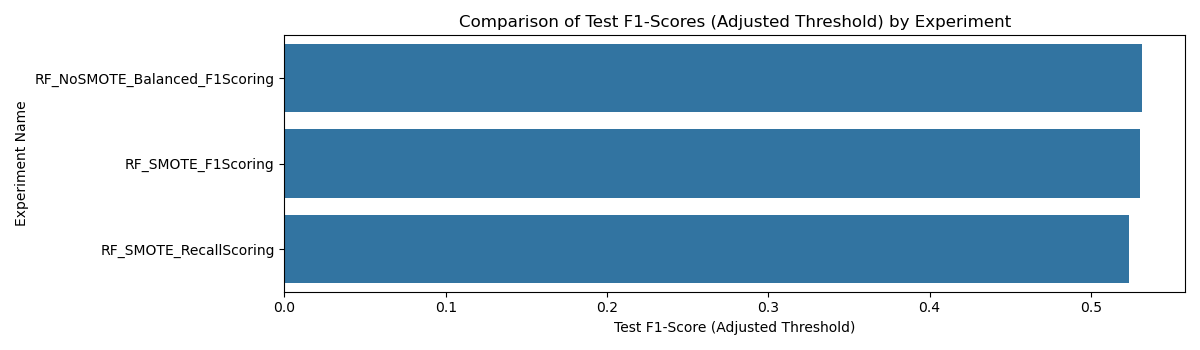 Comparison of Test F1-Scores (Adjusted Threshold) by Experiment
Experiment Name
RF_NoSMOTE_Balanced_F1Scoring
RF_SMOTE_F1Scoring
RF_SMOTE_RecallScoring
0.0 0.1 0.2 0.3 0.4 0.5
Test F1-Score (Adjusted Threshold)